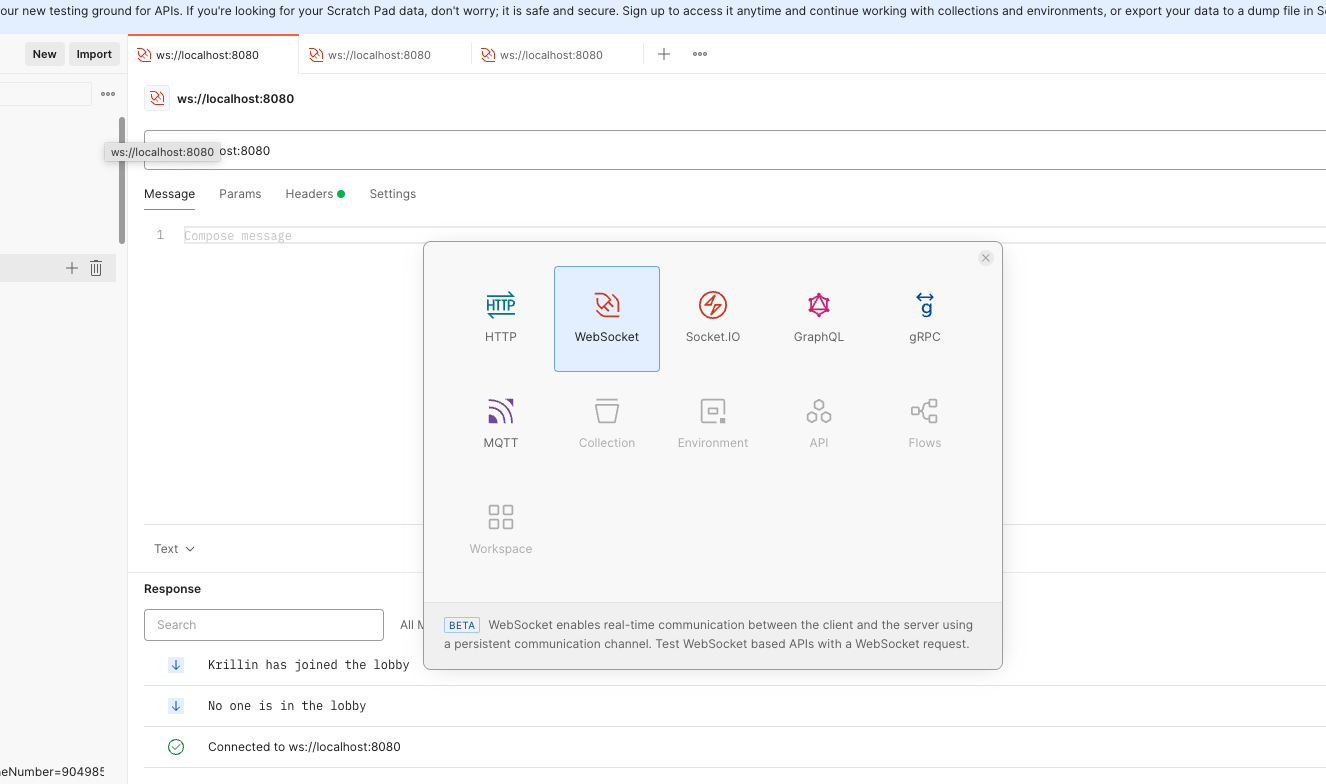 our new testing ground for APIs. If you're looking for your Scratch Pad data, don't worry; it is safe and secure. Sign up to access it anytime and continue working with collections and environments, or export your data to a dump file in
New
Import
ws://localhost:8080
ws://localhost:8080
ws://localhost:8080
ws://localhost:8080
ws://localhost:8080
ost:8080
Message
Params
Headers
Settings
1
Compose message
HTTP
HTTP
WebSocket
Socket.IO
GraphQL
g
gRPC
MQTT
Collection
Environment
API
Flows
Workspace
Text
BETA WebSocket enables real-time communication between the client and the server using
a persistent communication channel. Test WebSocket based APIs with a WebSocket request.
Response
Search
All M
Krillin has joined the lobby
No one is in the lobby
Connected to ws://localhost:8080
eNumber=904985